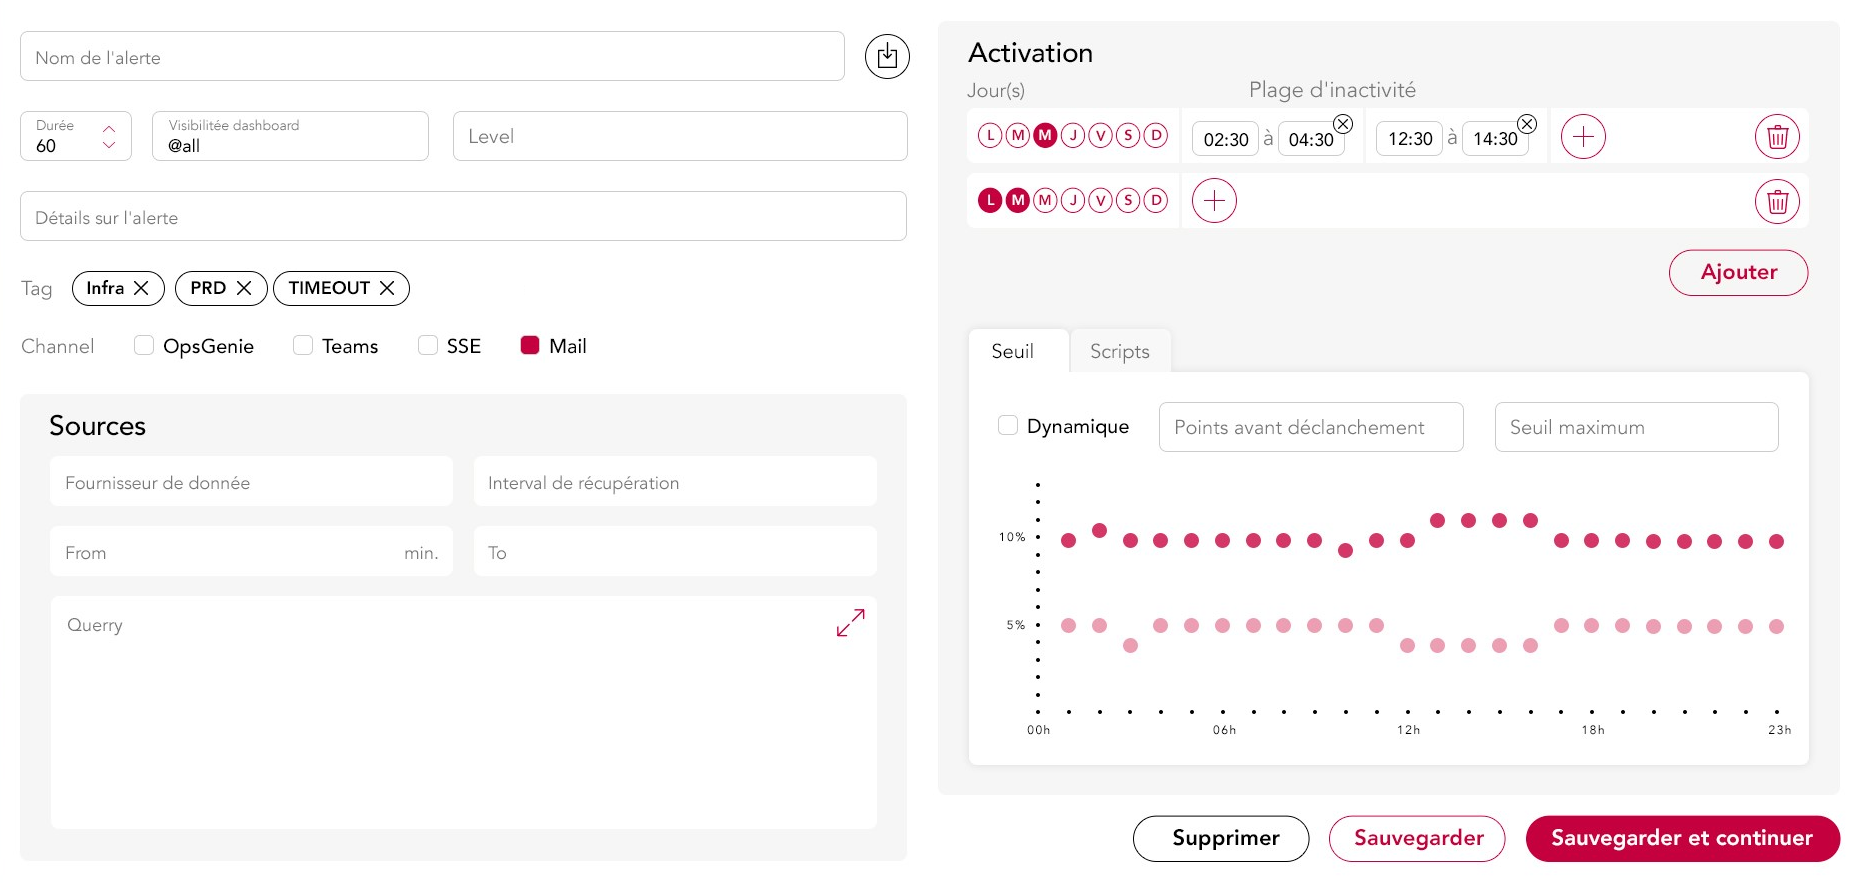 Nom de l'alerte
Durée
60
Visibilitée dashboard
@all
Level
Détails sur l'alerte
Tag Infra PRD TIMEOUT
Channel OpsGenie Teams SSE Mail
Sources
Fournisseur de donnée
Interval de récupération
From min.
To
Querry
Activation
Jour(s) Plage d'inactivité
L M M J V S D 02:30 à 04:30 12:30 à 14:30
L M M J V S D
Ajouter
Seuil Scripts
Dynamique Points avant déclanchement Seuil maximum
10%
5%
00h 06h 12h 18h 23h
Supprimer Sauvegarder Sauvegarder et continuer